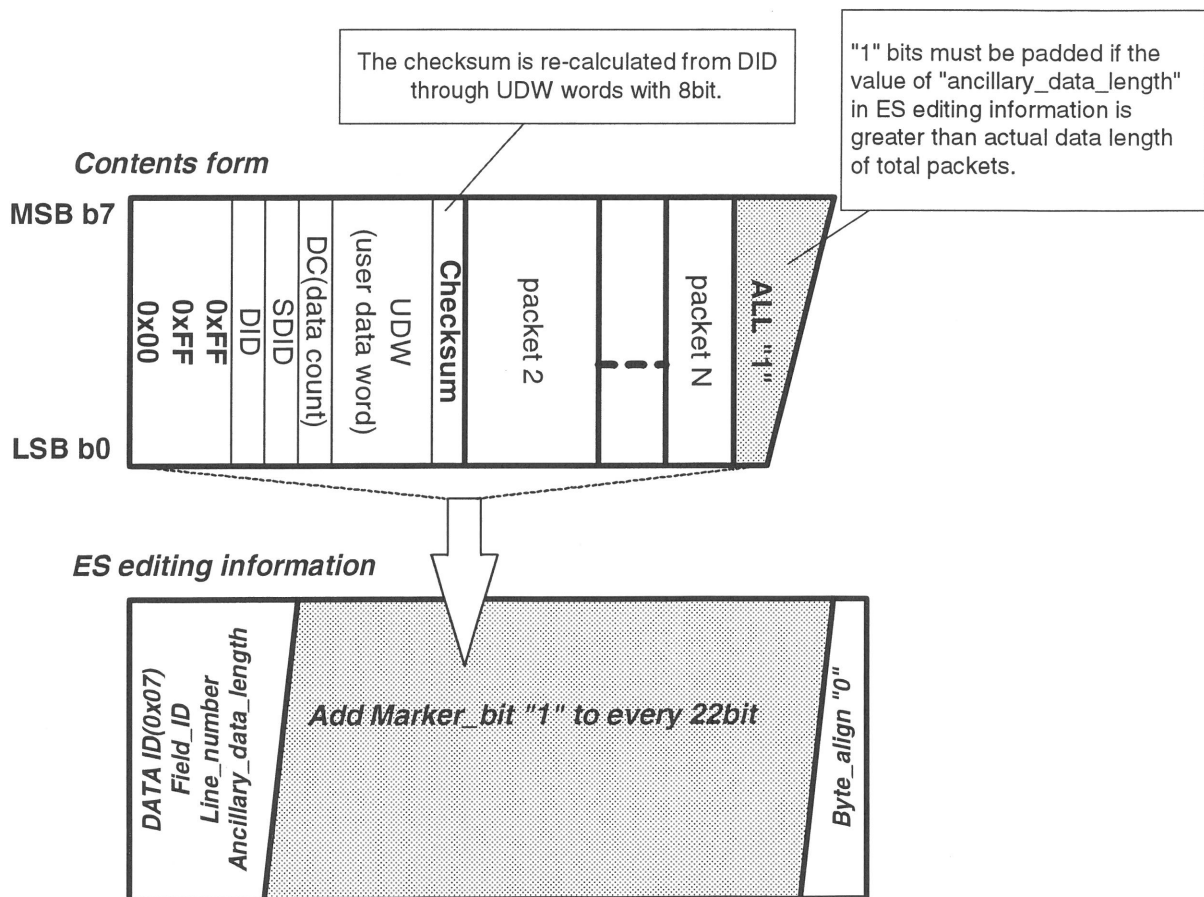 The checksum is re-calculated from DID
through UDW words with 8bit.
"1" bits must be padded if the
value of "ancillary_data_length"
in ES editing information is
greater than actual data length
of total packets.
Contents form
MSB b7
LSB b0
0x00
0xFF
0xFF
DID
SDID
DC(data count)
UDW
(user data word)
Checksum
packet 2
packet N
ALL "1"
ES editing information
DATA ID(0x07)
Field_ID
Line_number
Ancillary_data_length
Add Marker_bit "1" to every 22bit
Byte_align "0"